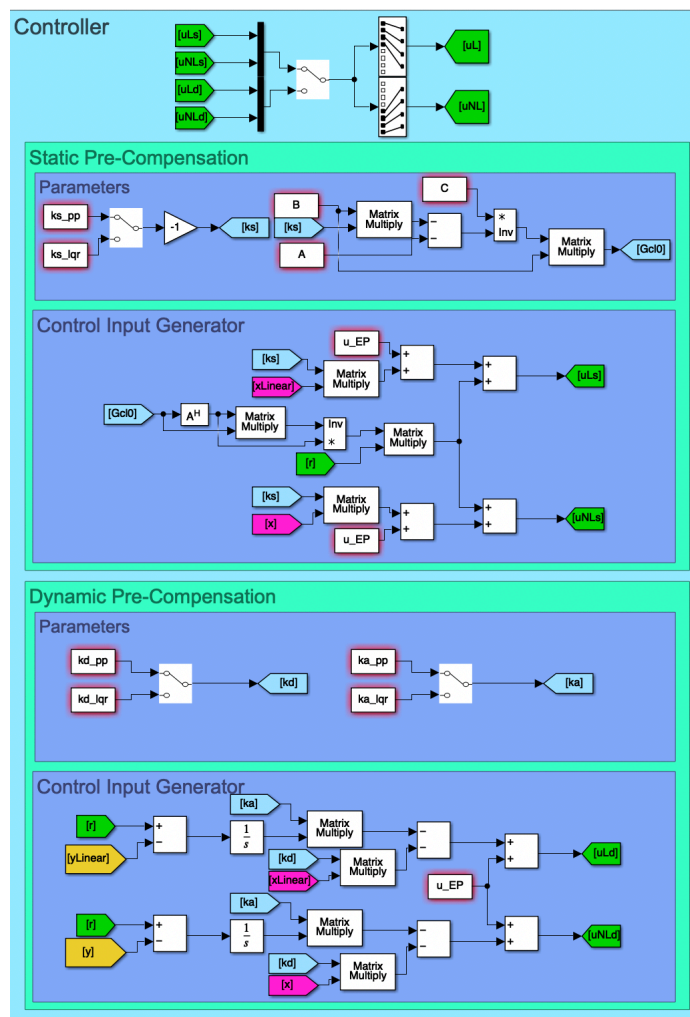 Controller
[uLs]
[uNLs]
[uLd]
[uNLd]
[uL]
[uNL]
Static Pre-Compensation
Parameters
ks_pp
ks_lqr
-1
[ks]
B
[ks]
A
Matrix
Multiply
−
−
C
*
Inv
Matrix
Multiply
[Gcl0]
Control Input Generator
[ks]
[xLinear]
Matrix
Multiply
u_EP
+
+
+
+
[uLs]
[Gcl0]
Aᴴ
Matrix
Multiply
Inv
*
[r]
Matrix
Multiply
[ks]
[x]
Matrix
Multiply
u_EP
+
+
+
+
[uNLs]
Dynamic Pre-Compensation
Parameters
kd_pp
kd_lqr
[kd]
ka_pp
ka_lqr
[ka]
Control Input Generator
[r]
[yLinear]
+
−
1
s
[ka]
Matrix
Multiply
[kd]
[xLinear]
Matrix
Multiply
−
−
u_EP
+
+
[uLd]
[r]
[y]
+
−
1
s
[ka]
Matrix
Multiply
[kd]
[x]
Matrix
Multiply
−
−
+
+
[uNLd]